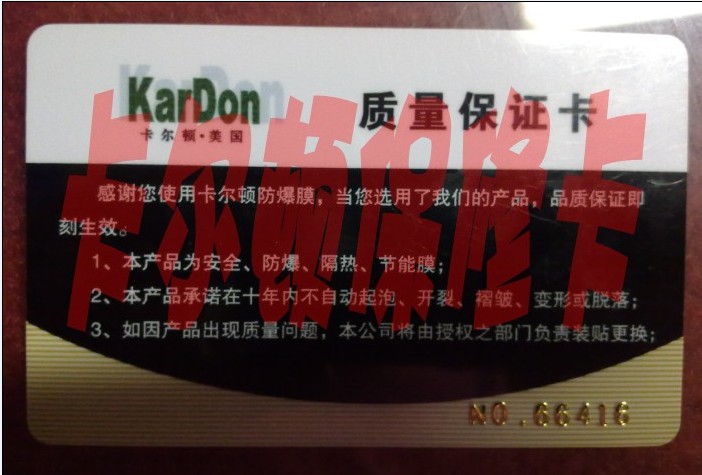 KarDon
卡尔顿·美国
质量保证卡
卡尔顿保修卡
感谢您使用卡尔顿防爆膜，当您选用了我们的产品，品质保证即
刻生效。
1、本产品为安全、防爆、隔热、节能膜；
2、本产品承诺在十年内不自动起泡、开裂、褶皱、变形或脱落；
3、如因产品出现质量问题，本公司将由授权之部门负责装贴更换；
NO.66416